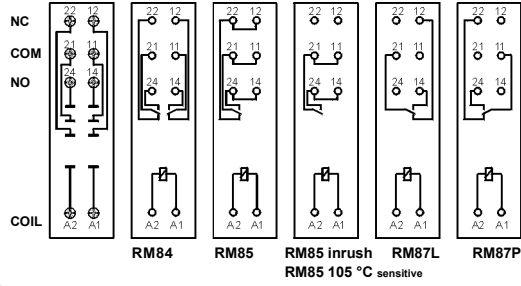 NC 22 12 22 12 22 12 22 12 22 12 22 12
COM 21 11 21 11 21 11 21 11 21 11 21 11
NO 24 14 24 14 24 14 24 14 24 14 24 14
COIL A2 A1 A2 A1 A2 A1 A2 A1 A2 A1 A2 A1
RM84 RM85 RM85 inrush RM87L RM87P
RM85 105 °C sensitive